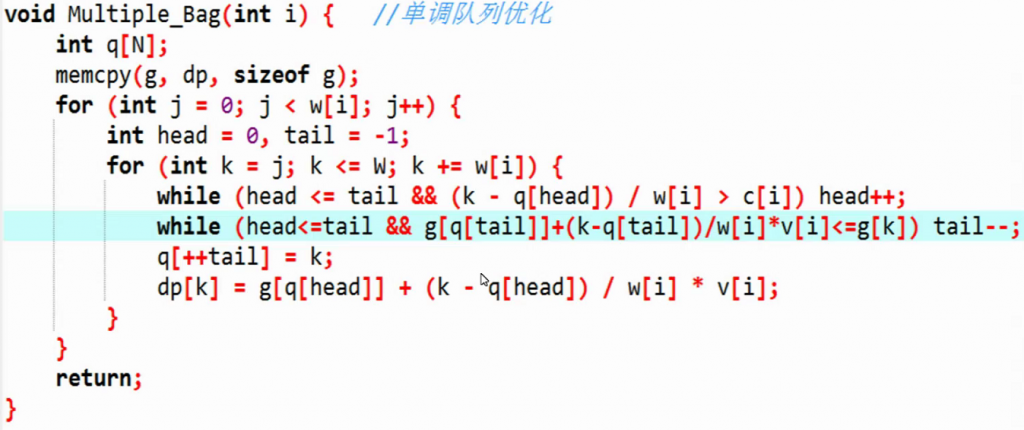 void Multiple_Bag(int i) {   //单调队列优化
    int q[N];
    memcpy(g, dp, sizeof g);
    for (int j = 0; j < w[i]; j++) {
        int head = 0, tail = -1;
        for (int k = j; k <= W; k += w[i]) {
            while (head <= tail && (k - q[head]) / w[i] > c[i]) head++;
            while (head<=tail && g[q[tail]]+(k-q[tail])/w[i]*v[i]<=g[k]) tail--;
            q[++tail] = k;
            dp[k] = g[q[head]] + (k - q[head]) / w[i] * v[i];
        }
    }
    return;
}